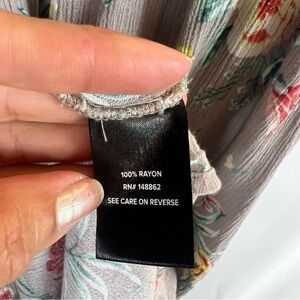 100% RAYON
RN# 148862
SEE CARE ON REVERSE